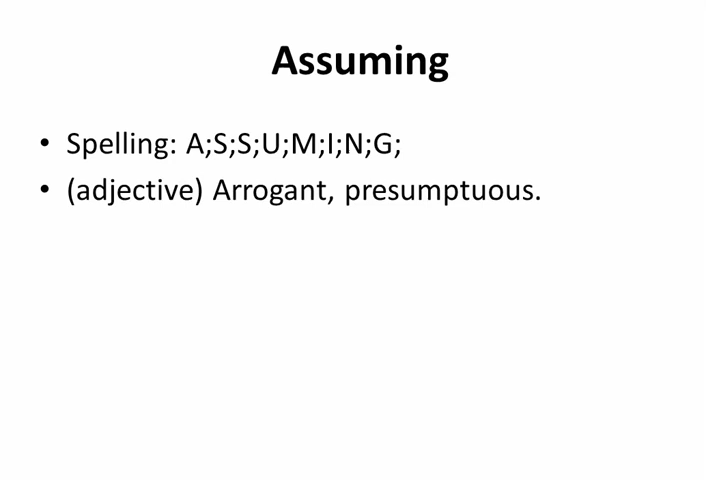 Assuming
• Spelling: A;S;S;U;M;I;N;G;
• (adjective) Arrogant, presumptuous.